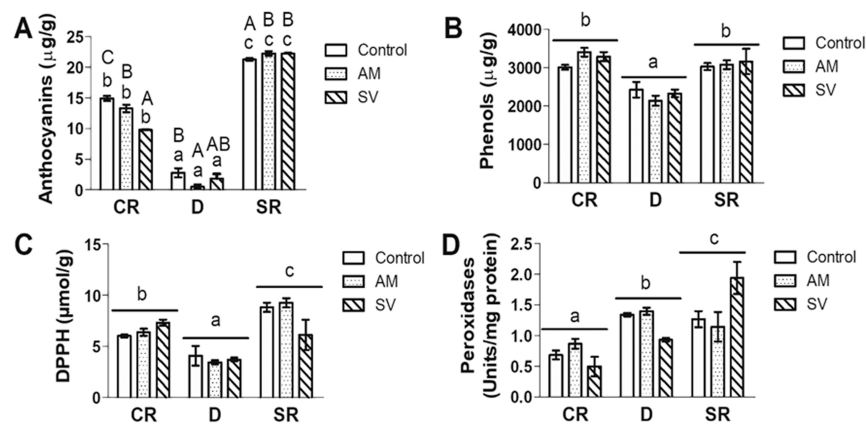 A
Anthocyanins (µg/g)
25
20
15
10
5
0
C
b
B
b
A
b
B
a
A
a
AB
a
A
c
B
c
B
c
CR
D
SR
Control
AM
SV
B
Phenols (µg/g)
4000
3000
2000
1000
0
b
a
b
CR
D
SR
Control
AM
SV
C
DPPH (µmol/g)
15
10
5
0
b
a
c
CR
D
SR
Control
AM
SV
D
Peroxidases
(Units/mg protein)
2.5
2.0
1.5
1.0
0.5
0.0
a
b
c
CR
D
SR
Control
AM
SV